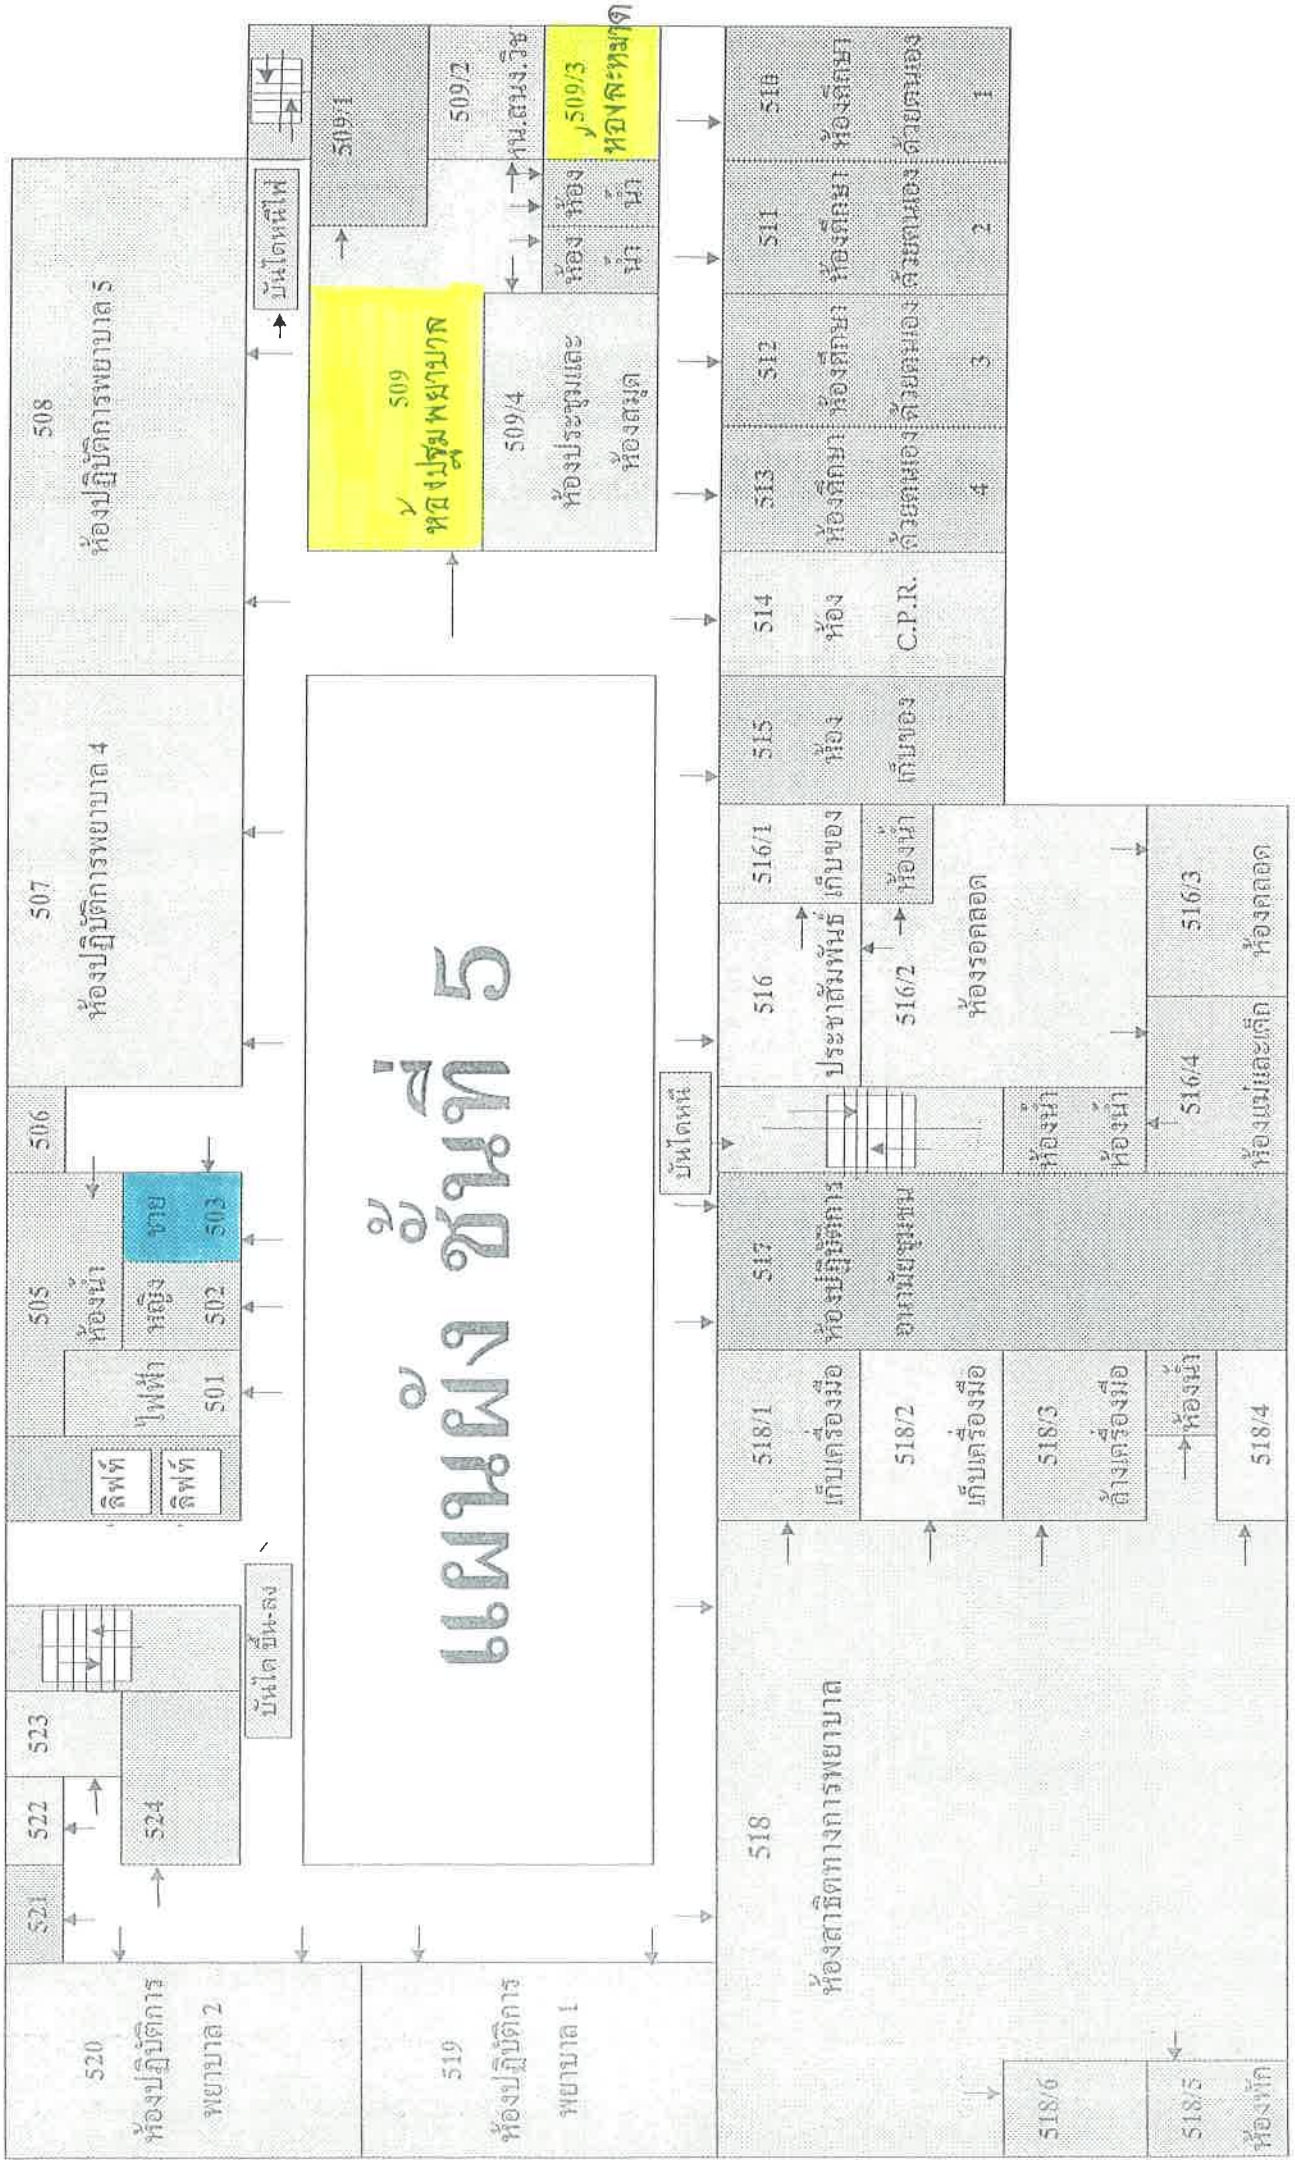 520
ห้องปฏิบัติการ
พยาบาล 2
519
ห้องปฏิบัติการ
พยาบาล 1
521
522
523
524
บันได ขึ้น-ลง
ลิฟท์
ลิฟท์
ไฟฟ้า
501
505
ห้องน้ำ
หญิง
502
ชาย
503
506
507
ห้องปฏิบัติการพยาบาล 4
508
ห้องปฏิบัติการพยาบาล 5
บันไดหนีไฟ
แผนผัง ชั้นที่ 5
509
ห้องปฐมพยาบาล
509/4
ห้องประชุมและ
ห้องสมุด
509/1
509/2
หน.สนง.วิช
509/3
ห้องละหมาด
ห้อง
น้ำ
ห้อง
น้ำ
บันไดหนี
518
ห้องสาธิตทางการพยาบาล
518/6
518/5
ห้องพัก
518/1
เก็บเครื่องมือ
518/2
เก็บเครื่องมือ
518/3
ล้างเครื่องมือ
ห้องน้ำ
518/4
517
ห้องปฏิบัติการ
อนามัยชุมชน
ห้องน้ำ
ห้องน้ำ
516
ประชาสัมพันธ์
516/1
เก็บของ
516/2
ห้องน้ำ
ห้องรอคลอด
516/4
ห้องแม่และเด็ก
516/3
ห้องคลอด
515
ห้อง
เก็บของ
514
ห้อง
C.P.R.
513
ห้องศึกษา
ด้วยตนเอง
4
512
ห้องศึกษา
ด้วยตนเอง
3
511
ห้องศึกษา
ด้วยตนเอง
2
510
ห้องศึกษา
ด้วยตนเอง
1